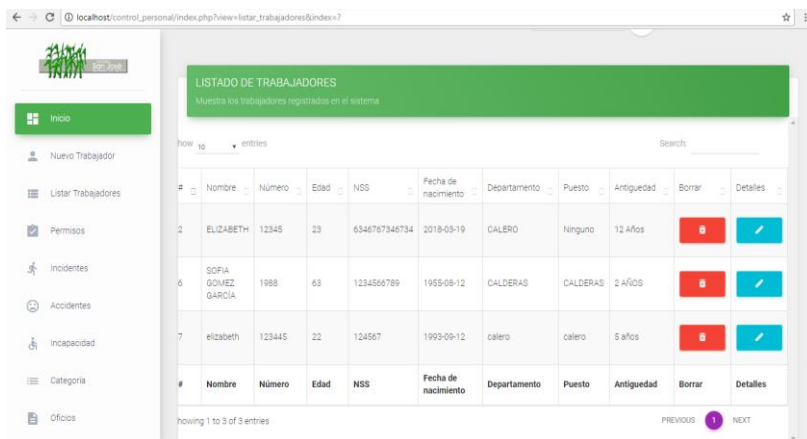 localhost/control_personal/index.php?view=listar_trabajadores&index=?
San José
Inicio
Nuevo Trabajador
Listar Trabajadores
Permisos
Incidentes
Accidentes
Incapacidad
Categoría
Oficios
LISTADO DE TRABAJADORES
Muestra los trabajadores registrados en el sistema
how 10 entries
Search:
# Nombre Número Edad NSS Fecha de nacimiento Departamento Puesto Antiguedad Borrar Detalles
2 ELIZABETH 12345 23 6346767346734 2018-03-19 CALERO Ninguno 12 Años
6 SOFIA GOMEZ GARCÍA 1988 63 1234566789 1955-08-12 CALDERAS CALDERAS 2 AÑOS
7 elizabeth 123445 22 124567 1993-09-12 calero calero 5 años
# Nombre Número Edad NSS Fecha de nacimiento Departamento Puesto Antiguedad Borrar Detalles
howing 1 to 3 of 3 entries
PREVIOUS 1 NEXT